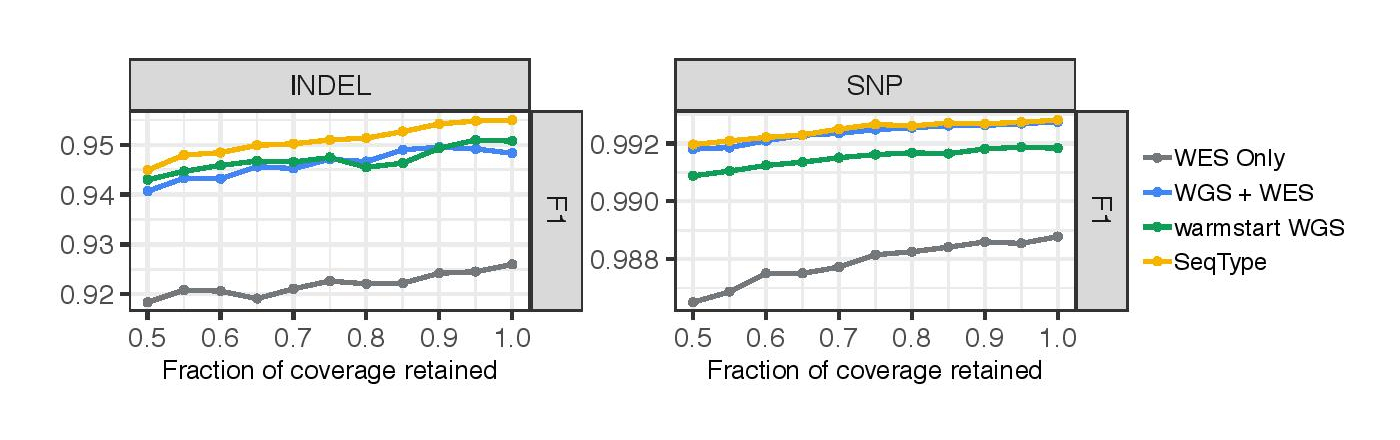 INDEL
SNP
0.95
0.94
0.93
0.92
F1
0.992
0.990
0.988
F1
0.5 0.6 0.7 0.8 0.9 1.0
0.5 0.6 0.7 0.8 0.9 1.0
Fraction of coverage retained
Fraction of coverage retained
WES Only
WGS + WES
warmstart WGS
SeqType